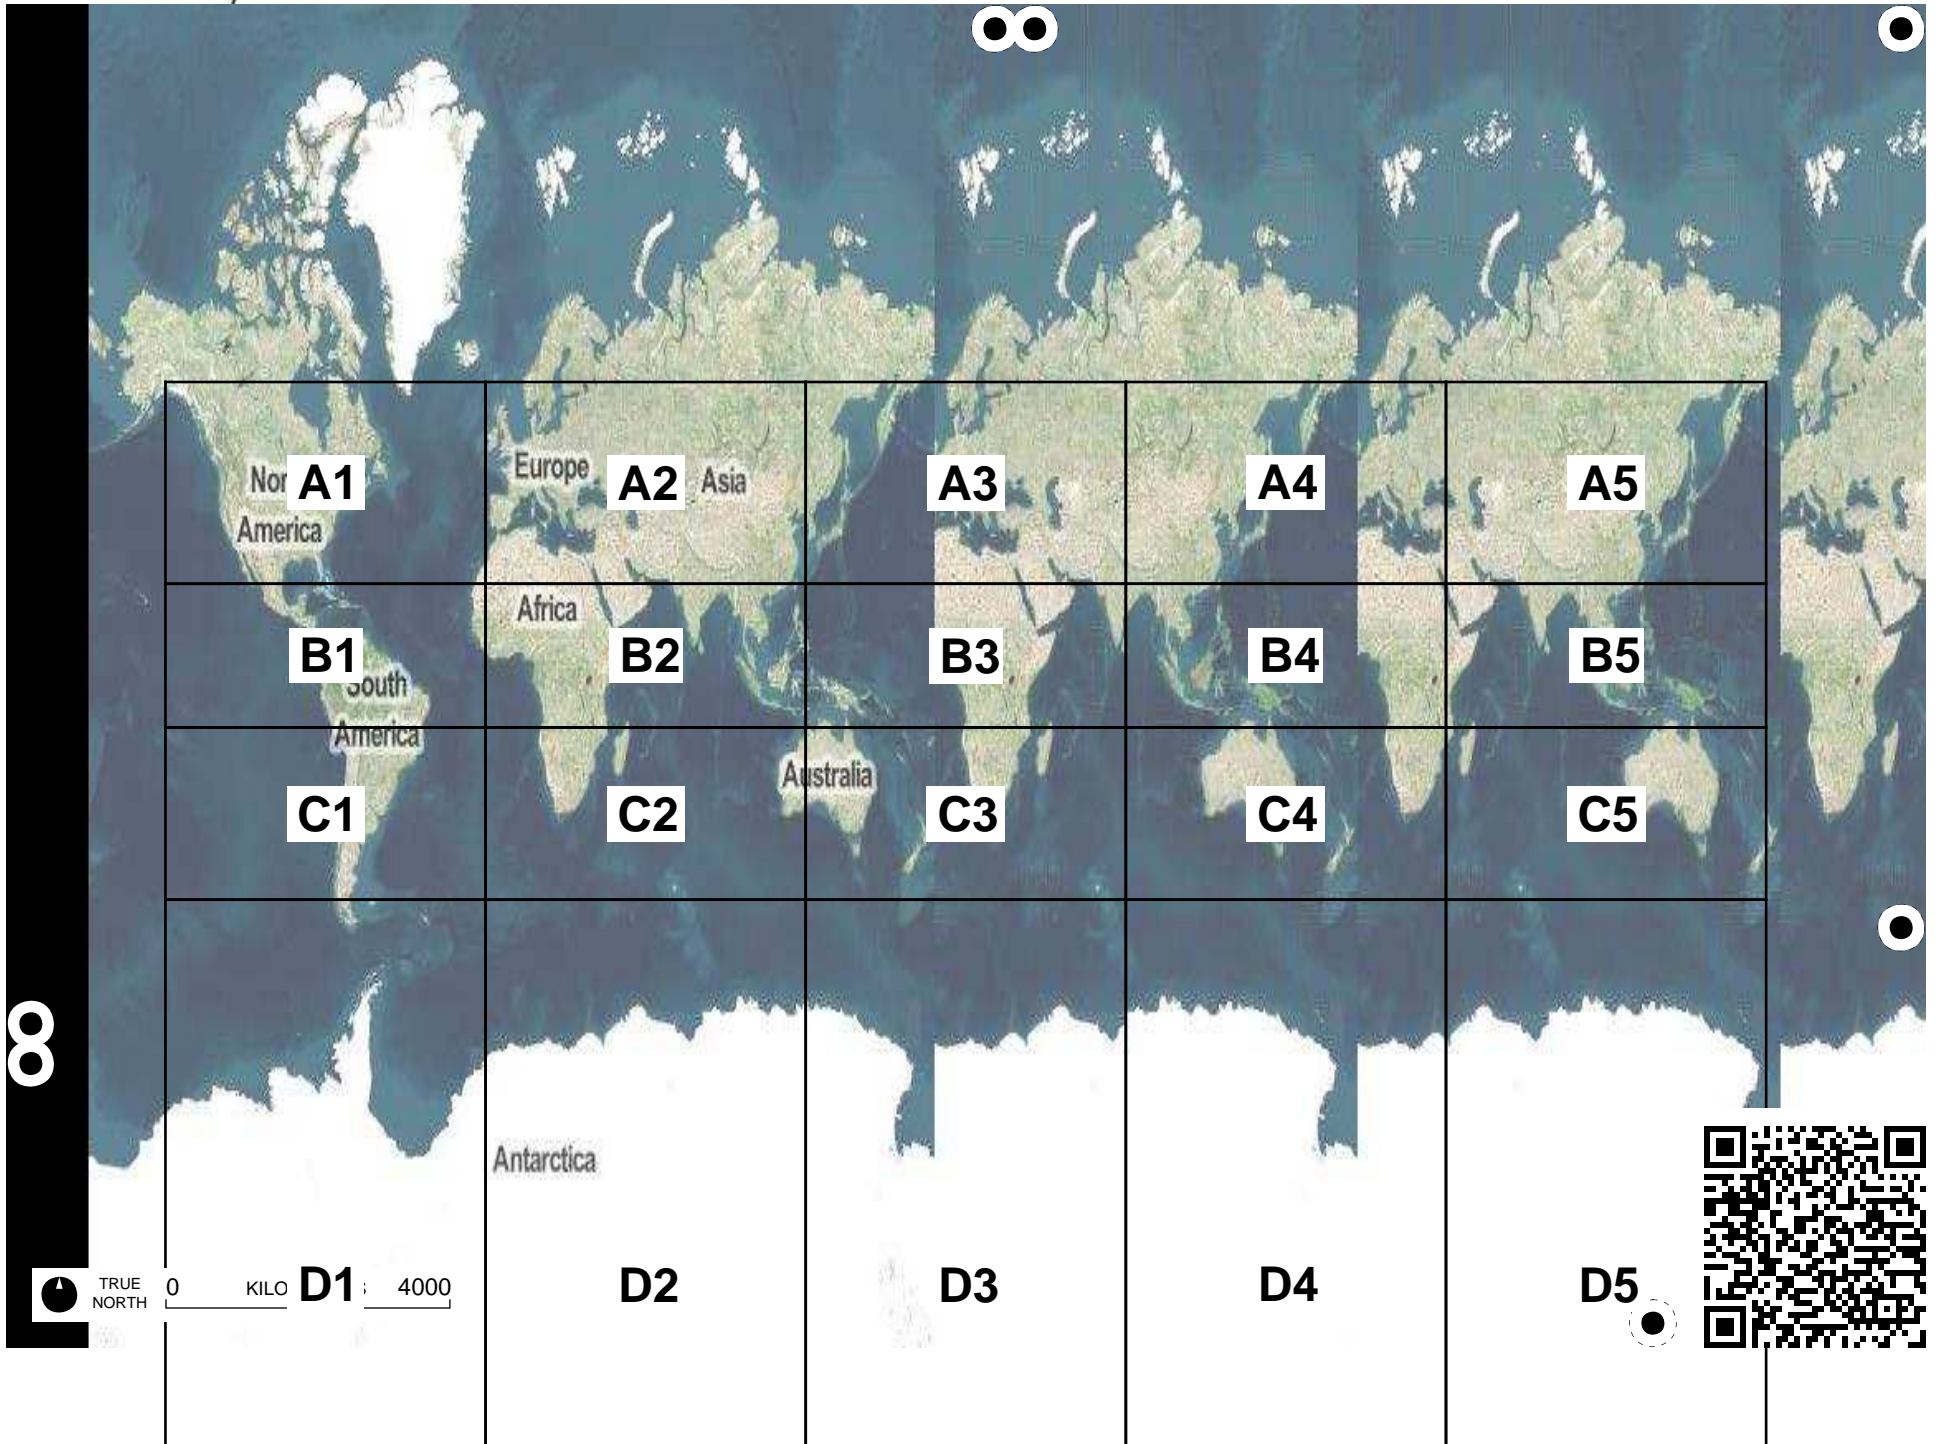 Nor A1
America
Europe A2 Asia
A3
A4
A5
B1
South
America
Africa
B2
B3
B4
B5
C1
C2
Australia
C3
C4
C5
Antarctica
TRUE
NORTH
0 KILO D1 S 4000
D2
D3
D4
D5